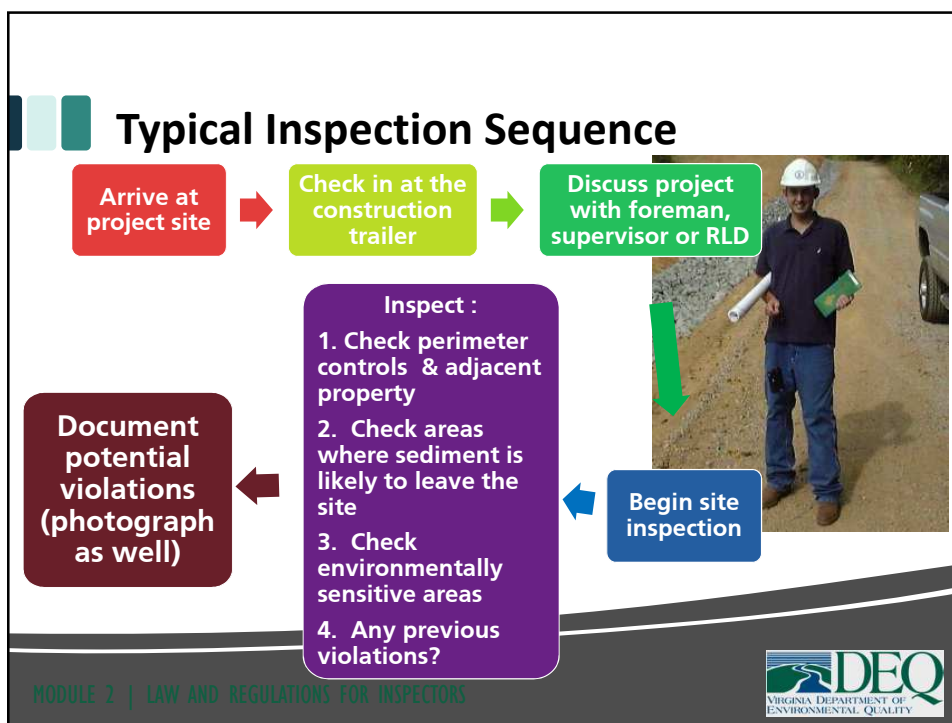 Typical Inspection Sequence
Arrive at
project site
Check in at the
construction
trailer
Discuss project
with foreman,
supervisor or RLD
Begin site
inspection
Inspect :
1. Check perimeter
controls & adjacent
property
2. Check areas
where sediment is
likely to leave the
site
3. Check
environmentally
sensitive areas
4. Any previous
violations?
Document
potential
violations
(photograph
as well)
MODULE 2 | LAW AND REGULATIONS FOR INSPECTORS
DEQ
VIRGINIA DEPARTMENT OF
ENVIRONMENTAL QUALITY